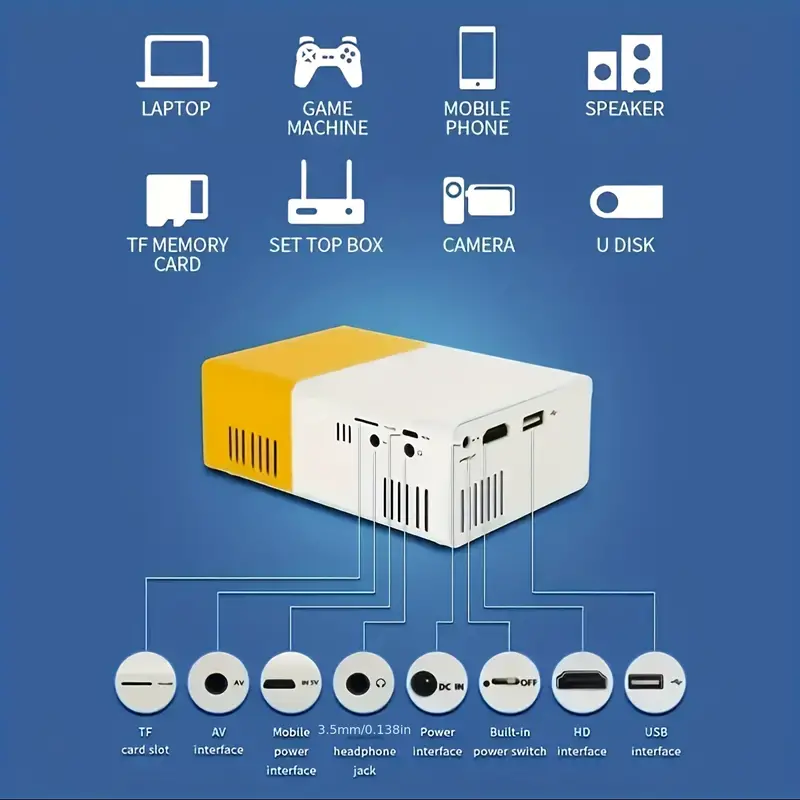 LAPTOP
GAME
MACHINE
MOBILE
PHONE
SPEAKER
TF MEMORY
CARD
SET TOP BOX
CAMERA
U DISK
AV
IN 5V
DC IN
OFF
TF
card slot
AV
interface
Mobile
power
interface
3.5mm/0.138in
headphone
jack
Power
interface
Built-in
power switch
HD
interface
USB
interface